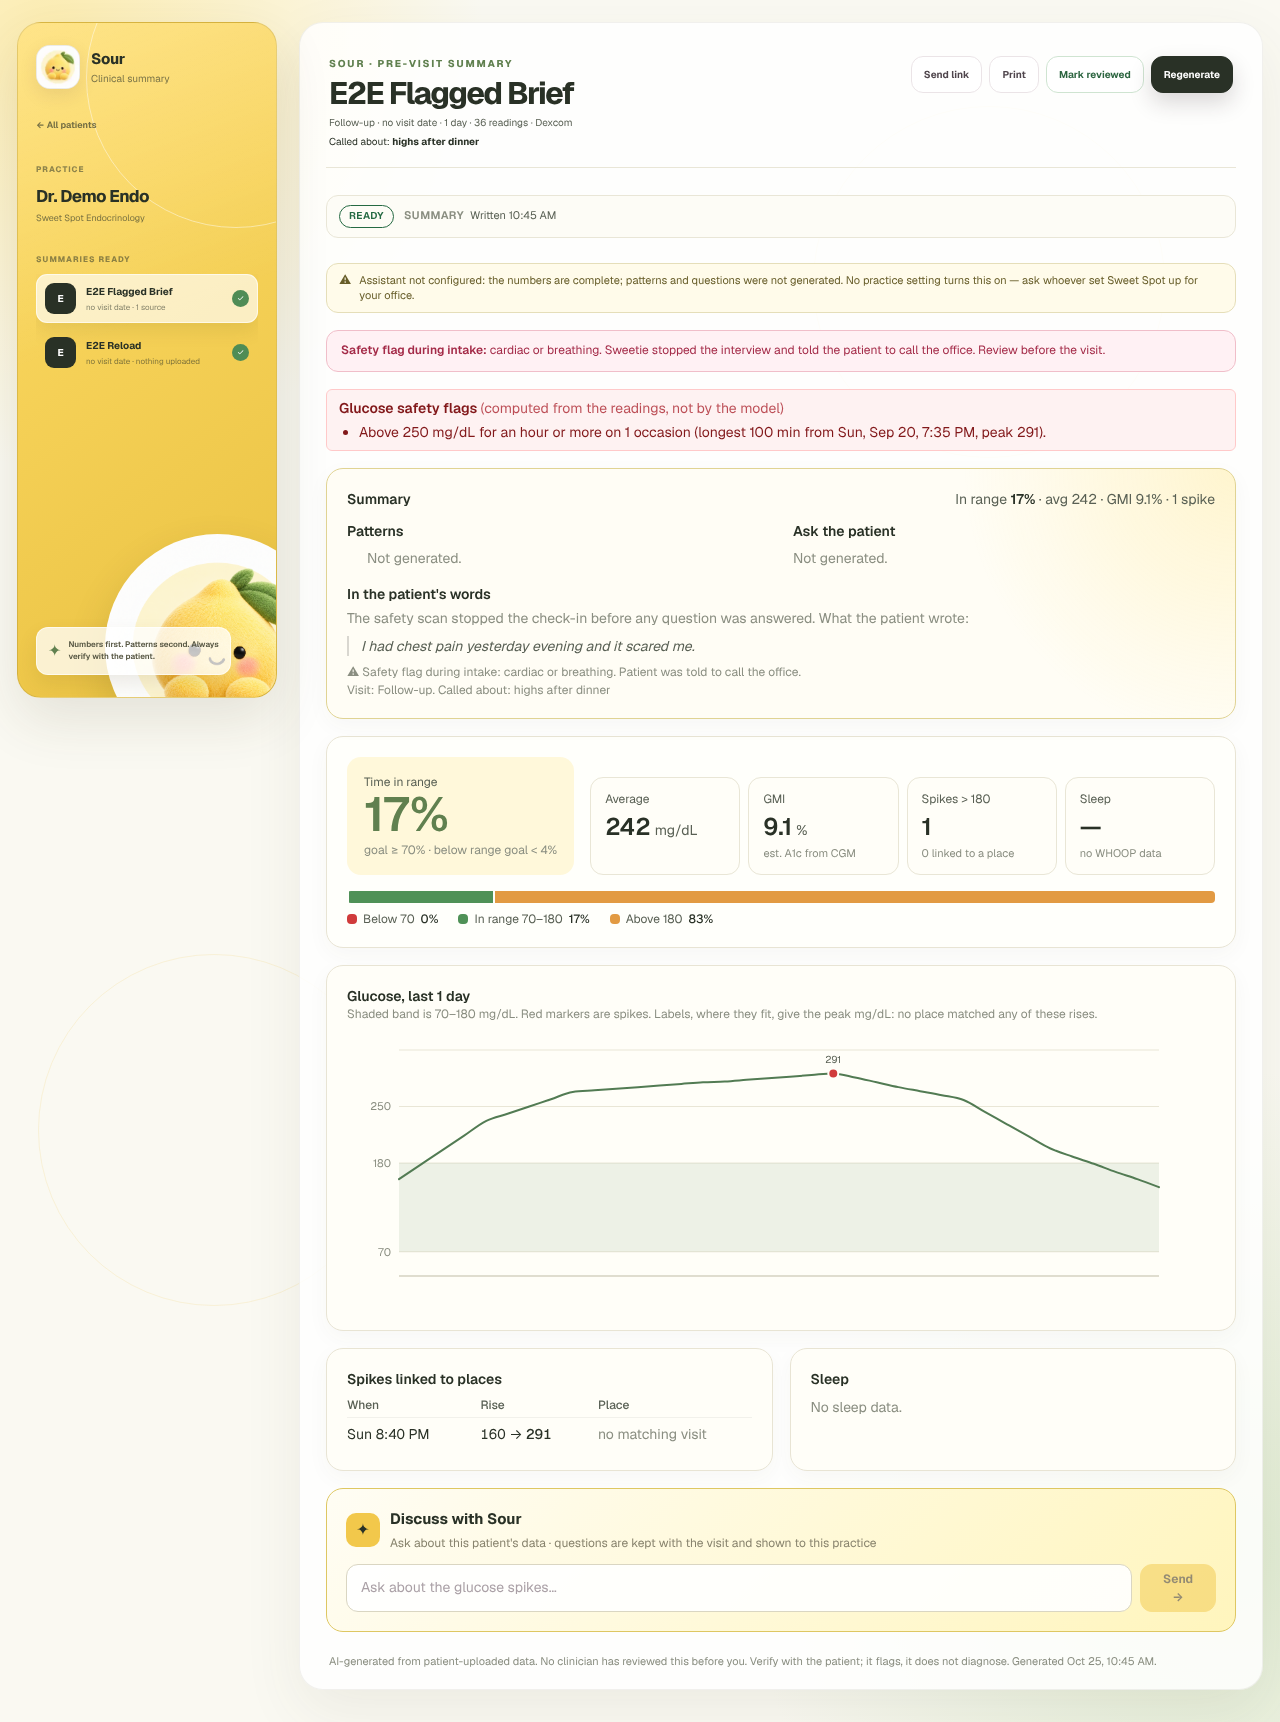 Sour
Clinical summary
← All patients
PRACTICE
Dr. Demo Endo
Sweet Spot Endocrinology
SUMMARIES READY
E
E2E Flagged Brief
no visit date · 1 source
E
E2E Reload
no visit date · nothing uploaded
Numbers first. Patterns second. Always
verify with the patient.
SOUR · PRE-VISIT SUMMARY
E2E Flagged Brief
Follow-up · no visit date · 1 day · 36 readings · Dexcom
Called about: highs after dinner
Send link
Print
Mark reviewed
Regenerate
READY SUMMARY Written 10:45 AM
Assistant not configured: the numbers are complete; patterns and questions were not generated. No practice setting turns this on — ask whoever set Sweet Spot up for
your office.
Safety flag during intake: cardiac or breathing. Sweetie stopped the interview and told the patient to call the office. Review before the visit.
Glucose safety flags (computed from the readings, not by the model)
• Above 250 mg/dL for an hour or more on 1 occasion (longest 100 min from Sun, Sep 20, 7:35 PM, peak 291).
Summary
In range 17% · avg 242 · GMI 9.1% · 1 spike
Patterns
Not generated.
Ask the patient
Not generated.
In the patient's words
The safety scan stopped the check-in before any question was answered. What the patient wrote:
I had chest pain yesterday evening and it scared me.
⚠ Safety flag during intake: cardiac or breathing. Patient was told to call the office.
Visit: Follow-up. Called about: highs after dinner
Time in range
17%
goal ≥ 70% · below range goal < 4%
Average
242 mg/dL
GMI
9.1 %
est. A1c from CGM
Spikes > 180
1
0 linked to a place
Sleep
—
no WHOOP data
Below 70 0%
In range 70–180 17%
Above 180 83%
Glucose, last 1 day
Shaded band is 70–180 mg/dL. Red markers are spikes. Labels, where they fit, give the peak mg/dL: no place matched any of these rises.
291
250
180
70
Spikes linked to places
When Rise Place
Sun 8:40 PM 160 → 291 no matching visit
Sleep
No sleep data.
Discuss with Sour
Ask about this patient's data · questions are kept with the visit and shown to this practice
Ask about the glucose spikes...
Send
→
AI-generated from patient-uploaded data. No clinician has reviewed this before you. Verify with the patient; it flags, it does not diagnose. Generated Oct 25, 10:45 AM.